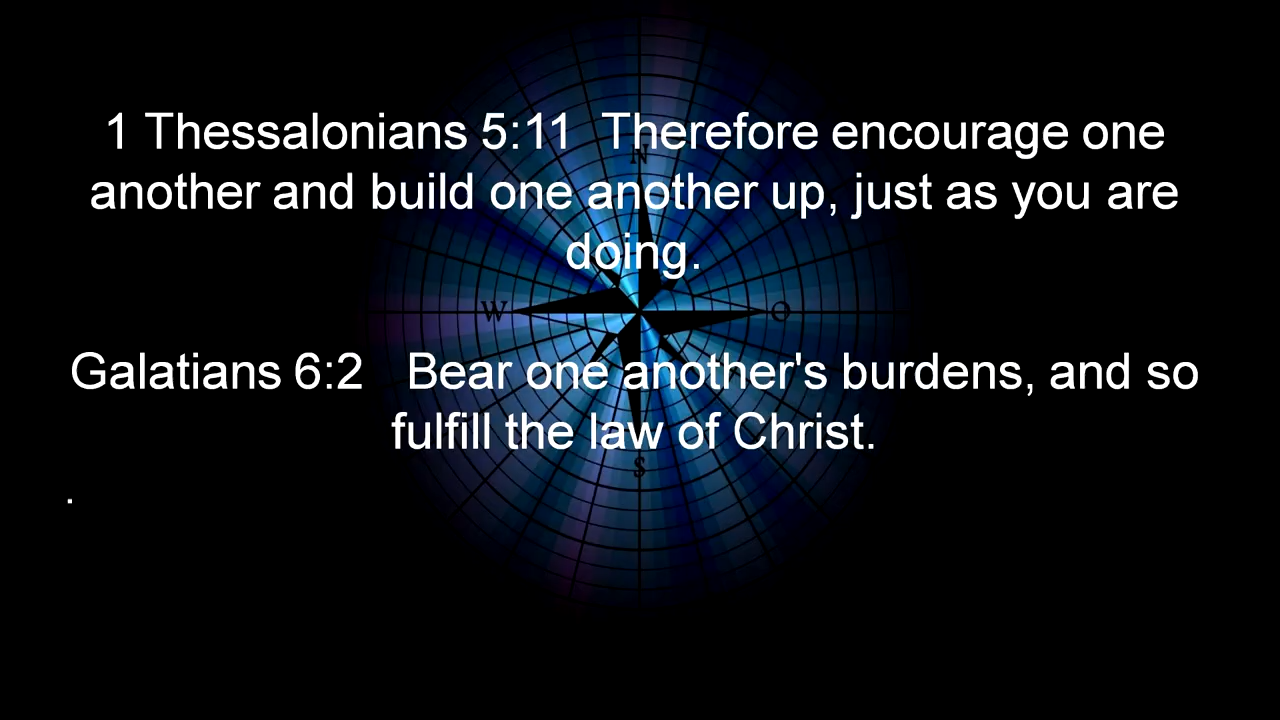 1 Thessalonians 5:11  Therefore encourage one
another and build one another up, just as you are
doing.
N
W
O
Galatians 6:2   Bear one another's burdens, and so
fulfill the law of Christ.
S
.